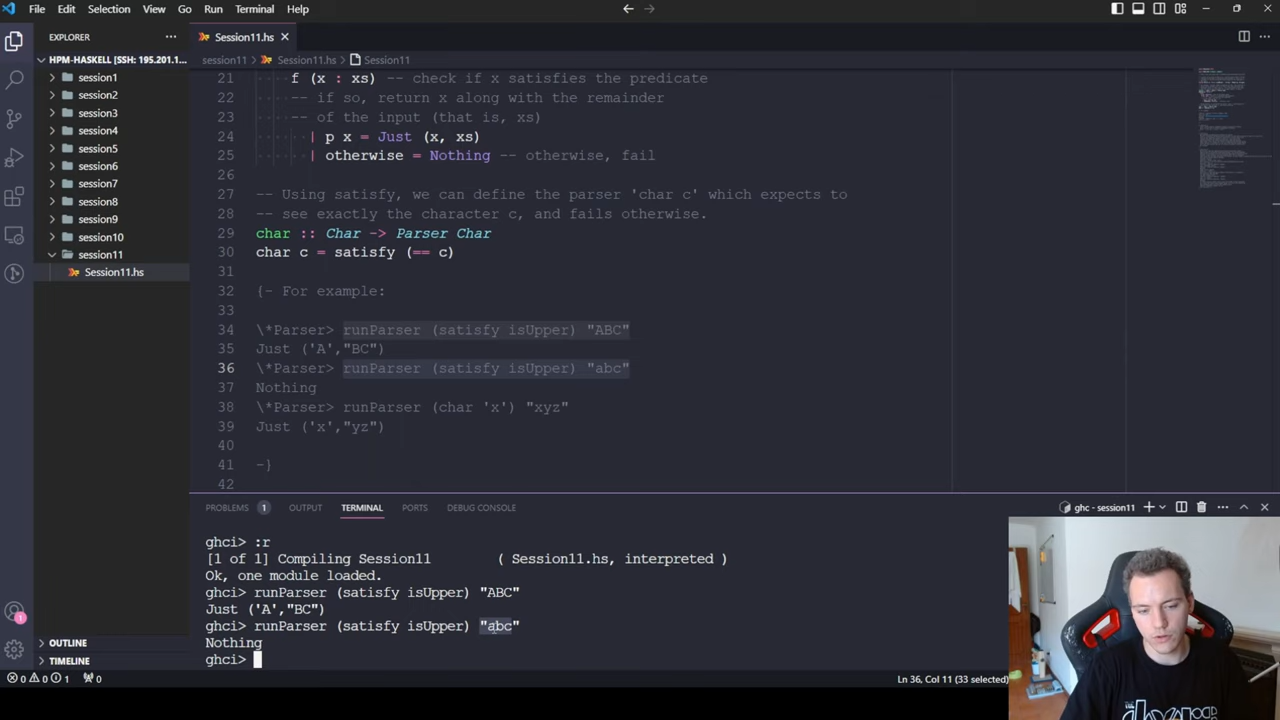 File Edit Selection View Go Run Terminal Help
EXPLORER
Session11.hs
HPM-HASKELL [SSH: 195.201.1...
session11 > Session11.hs > Session11
session1
session2
session3
session4
session5
session6
session7
session8
session9
session10
session11
Session11.hs
OUTLINE
TIMELINE
21 f (x : xs) -- check if x satisfies the predicate
22 -- if so, return x along with the remainder
23 -- of the input (that is, xs)
24 | p x = Just (x, xs)
25 | otherwise = Nothing -- otherwise, fail
26
27 -- Using satisfy, we can define the parser 'char c' which expects to
28 -- see exactly the character c, and fails otherwise.
29 char :: Char -> Parser Char
30 char c = satisfy (== c)
31
32 {- For example:
33
34 \*Parser> runParser (satisfy isUpper) "ABC"
35 Just ('A',"BC")
36 \*Parser> runParser (satisfy isUpper) "abc"
37 Nothing
38 \*Parser> runParser (char 'x') "xyz"
39 Just ('x',"yz")
40
41 -}
42
PROBLEMS 1 OUTPUT TERMINAL PORTS DEBUG CONSOLE
ghc - session11
ghci> :r
[1 of 1] Compiling Session11 ( Session11.hs, interpreted )
Ok, one module loaded.
ghci> runParser (satisfy isUpper) "ABC"
Just ('A',"BC")
ghci> runParser (satisfy isUpper) "abc"
Nothing
ghci>
0 0 1 0
Ln 36, Col 11 (33 selected)
1
the